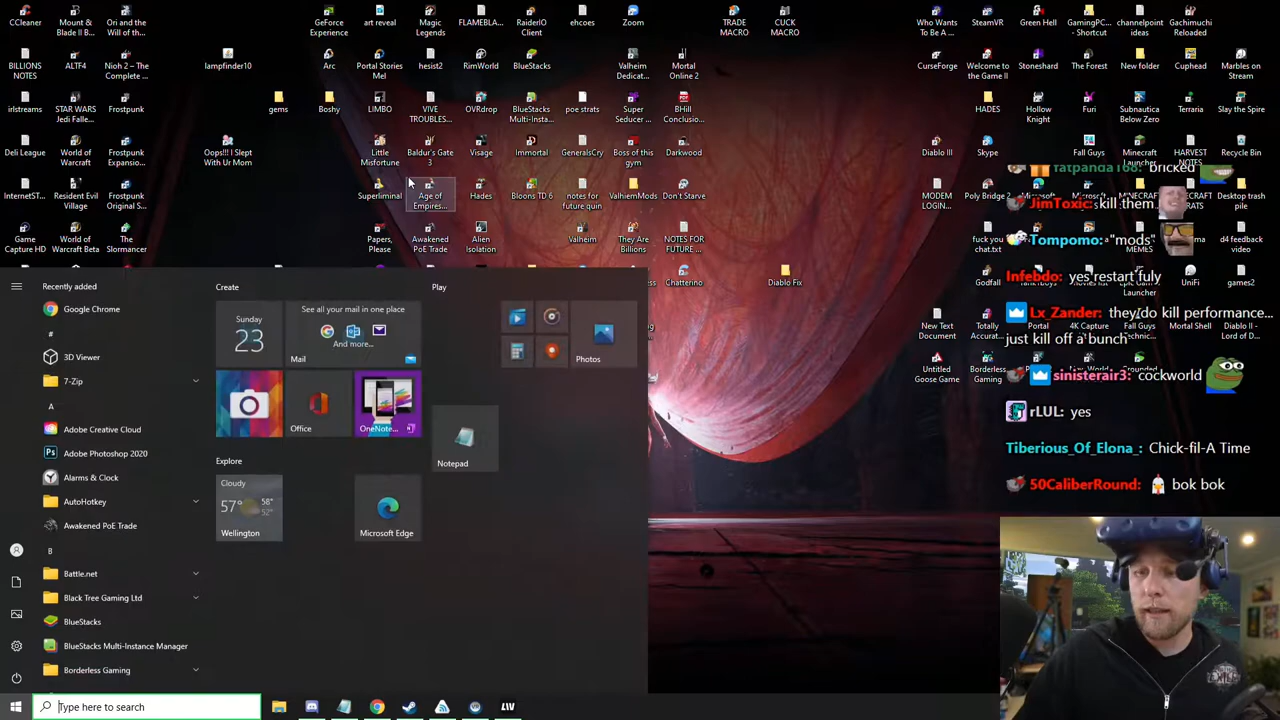 CCleaner
Mount & Blade II B...
Ori and the Will of th...
GeForce Experience
art reveal
Magic Legends
FLAMEBLA...
RaiderIO Client
ehcoes
Zoom
TRADE MACRO
CUCK MACRO
Who Wants To Be A ...
SteamVR
Green Hell
GamingPC... - Shortcut
channelpoint ideas
Gachimuchi Reloaded
BILLIONS NOTES
ALTF4
Nioh 2 – The Complete ...
lampfinder10
Arc
Portal Stories Mel
hesist2
RimWorld
BlueStacks
Valheim Dedicat...
Mortal Online 2
CurseForge
Welcome to the Game II
Stoneshard
The Forest
New folder
Cuphead
Marbles on Stream
irlstreams
STAR WARS Jedi Falle...
Frostpunk
gems
Boshy
LIMBO
VIVE TROUBLES...
OVRdrop
BlueStacks Multi-Insta...
poe strats
Super Seducer ...
BHill Conclusio...
HADES
Hollow Knight
Furi
Subnautica Below Zero
Terraria
Slay the Spire
Deli League
World of Warcraft
Frostpunk Expansio...
Oops!!! I Slept With Ur Mom
Little Misfortune
Baldur's Gate 3
Visage
Immortal
GeneralsCry
Boss of this gym
Darkwood
Diablo III
Skype
Fall Guys
Minecraft Launcher
HARVEST NOTES
Recycle Bin
InternetST...
Resident Evil Village
Frostpunk Original S...
Superliminal
Age of Empires...
Hades
Bloons TD 6
notes for future quin
ValheimMods
Don't Starve
MODEM LOGIN...
Poly Bridge 2
Desktop trash pile
Game Capture HD
World of Warcraft Beta
The Slormancer
Papers, Please
Awakened PoE Trade
Alien Isolation
Valheim
They Are Billions
NOTES FOR FUTURE ...
fuck you chat.txt
MEMES
d4 feedback video
Chatterino
Diablo Fix
Godfall
Launcher
UniFi
games2
New Text Document
Totally Accurat...
Portal
4K Capture
Fall Guys
Mortal Shell
Diablo II - Lord of D...
Untitled Goose Game
Borderless Gaming
Grounded
fatpanda168: bricked
JimToxic: kill them
Tompomo: "mods"
Infebdo: yes restart fuly
Lx_Zander: they do kill performance...
just kill off a bunch
sinisterair3: cockworld
rLUL: yes
Tiberious_Of_Elona_: Chick-fil-A Time
50CaliberRound: bok bok
Recently added
Google Chrome
#
3D Viewer
7-Zip
A
Adobe Creative Cloud
Adobe Photoshop 2020
Alarms & Clock
AutoHotkey
Awakened PoE Trade
B
Battle.net
Black Tree Gaming Ltd
BlueStacks
BlueStacks Multi-Instance Manager
Borderless Gaming
Create
Sunday
23
See all your mail in one place
And more...
Mail
Office
OneNote...
Explore
Cloudy
57° 58° 52°
Wellington
Microsoft Edge
Play
Photos
Notepad
Type here to search
LIV